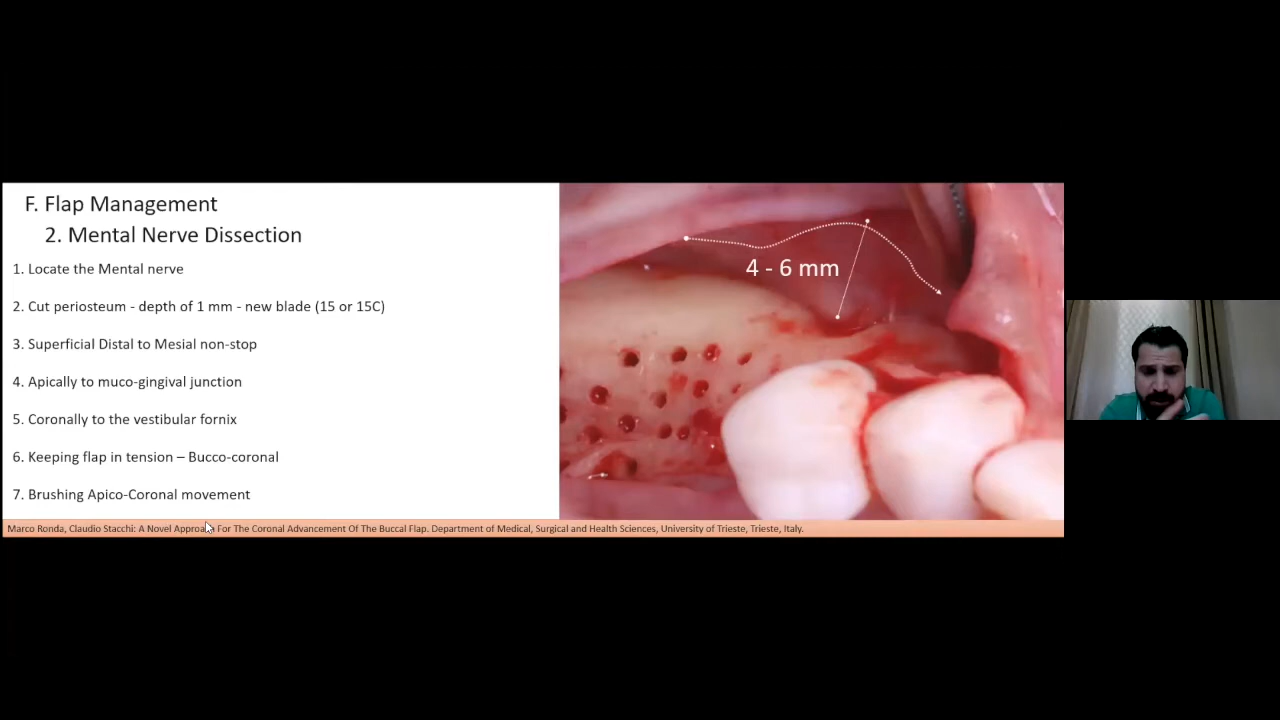 F. Flap Management
2. Mental Nerve Dissection
1. Locate the Mental nerve
2. Cut periosteum - depth of 1 mm - new blade (15 or 15C)
3. Superficial Distal to Mesial non-stop
4. Apically to muco-gingival junction
5. Coronally to the vestibular fornix
6. Keeping flap in tension – Bucco-coronal
7. Brushing Apico-Coronal movement
4 - 6 mm
Marco Ronda, Claudio Stacchi: A Novel Approach For The Coronal Advancement Of The Buccal Flap. Department of Medical, Surgical and Health Sciences, University of Trieste, Trieste, Italy.